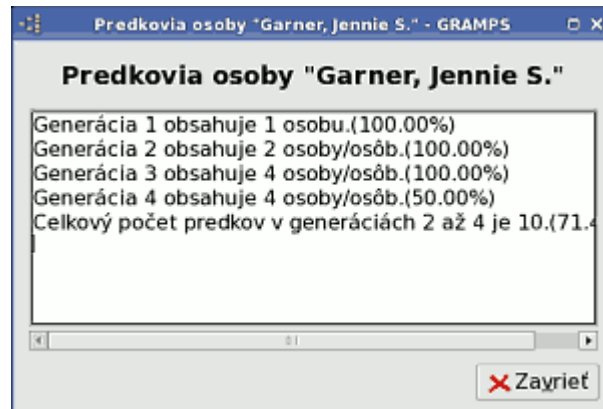 Predkovia osoby "Garner, Jennie S." - GRAMPS
Predkovia osoby "Garner, Jennie S."
Generácia 1 obsahuje 1 osobu.(100.00%)
Generácia 2 obsahuje 2 osoby/osôb.(100.00%)
Generácia 3 obsahuje 4 osoby/osôb.(100.00%)
Generácia 4 obsahuje 4 osoby/osôb.(50.00%)
Celkový počet predkov v generáciách 2 až 4 je 10.(71.4
Zavrieť